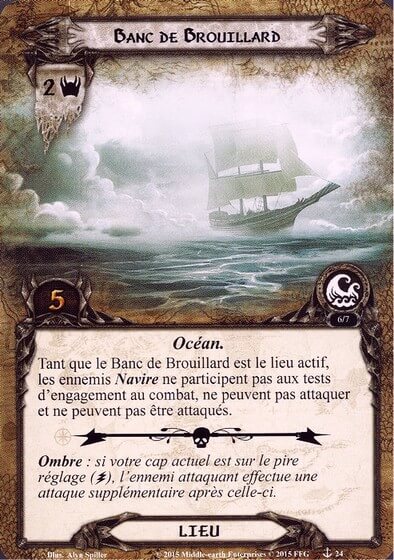 Banc de Brouillard
2
5
6/7
Océan.
Tant que le Banc de Brouillard est le lieu actif,
les ennemis Navire ne participent pas aux tests
d'engagement au combat, ne peuvent pas attaquer
et ne peuvent pas être attaqués.
Ombre : si votre cap actuel est sur le pire
réglage (), l'ennemi attaquant effectue une
attaque supplémentaire après celle-ci.
LIEU
Illus. Alyn Spiller
© 2015 Middle-earth Enterprises © 2015 FFG
24